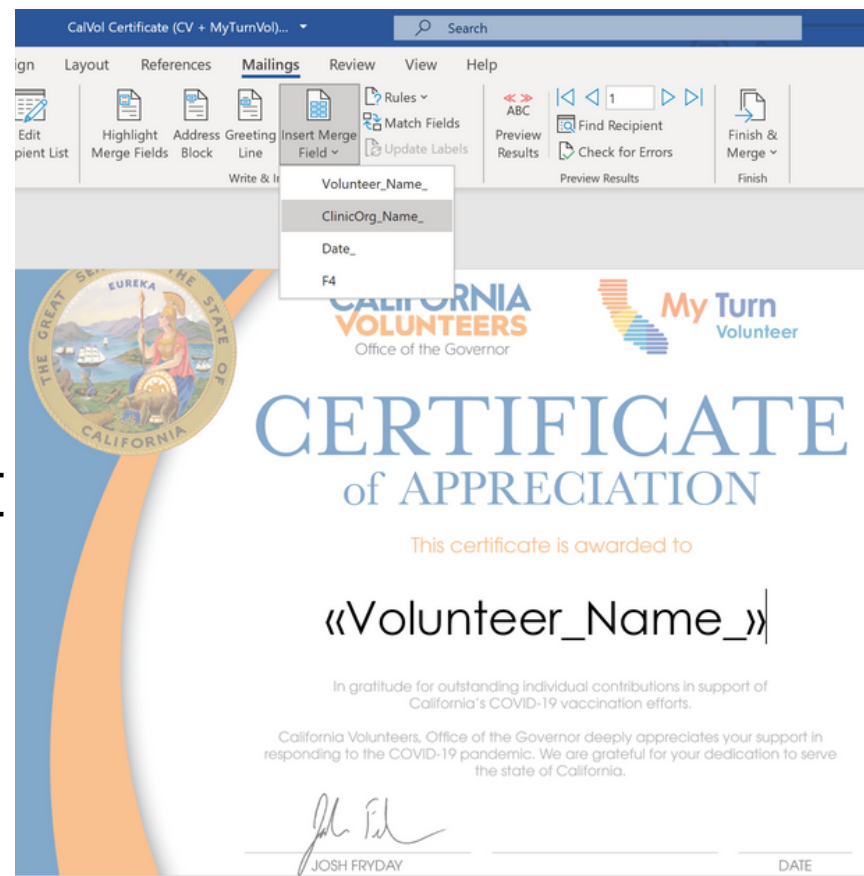 CalVol Certificate (CV + MyTurnVol)...
Search
ign Layout References Mailings Review View Help
Edit
pient List
Highlight
Merge Fields
Address
Block
Greeting
Line
Insert Merge
Field
Rules
Match Fields
Update Labels
ABC
Preview
Results
1
Find Recipient
Check for Errors
Finish &
Merge
Write & I
Preview Results
Finish
Volunteer_Name_
ClinicOrg_Name_
Date_
F4
THE GREAT SEAL THE STATE OF CALIFORNIA
EUREKA
CALIFORNIA
VOLUNTEERS
Office of the Governor
My Turn
Volunteer
CERTIFICATE
of APPRECIATION
This certificate is awarded to
«Volunteer_Name_»
In gratitude for outstanding individual contributions in support of
California's COVID-19 vaccination efforts.
California Volunteers, Office of the Governor deeply appreciates your support in
responding to the COVID-19 pandemic. We are grateful for your dedication to serve
the state of California.
JOSH FRYDAY
DATE